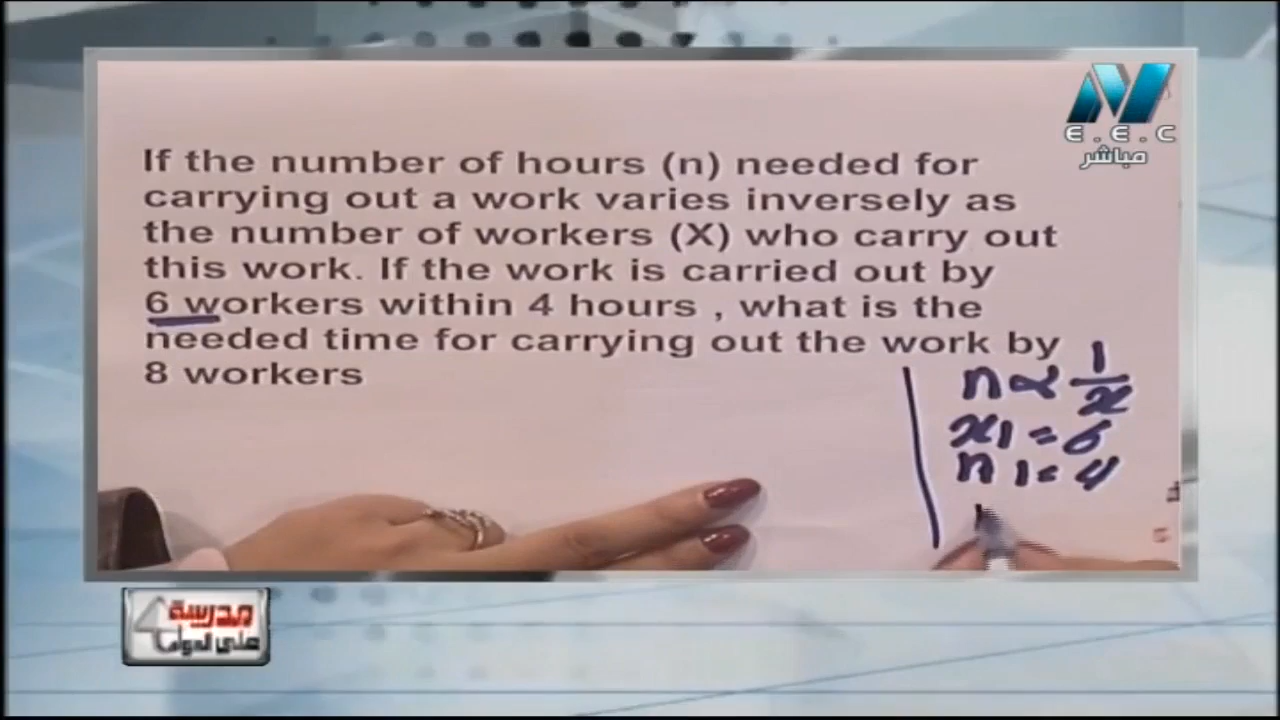 E.E.C
مباشر
If the number of hours (n) needed for
carrying out a work varies inversely as
the number of workers (X) who carry out
this work. If the work is carried out by
6 workers within 4 hours , what is the
needed time for carrying out the work by
8 workers
n ∝ 1/x
x1 = 6
n1 = 4
مدرسة
على الهواء